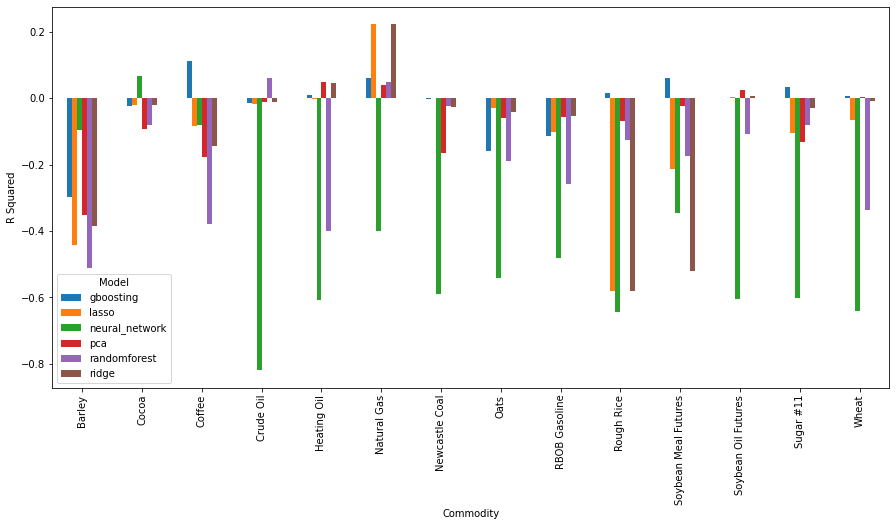 0.2
0.0
−0.2
−0.4
−0.6
−0.8
R Squared
Model
gboosting
lasso
neural_network
pca
randomforest
ridge
Barley
Cocoa
Coffee
Crude Oil
Heating Oil
Natural Gas
Newcastle Coal
Oats
RBOB Gasoline
Rough Rice
Soybean Meal Futures
Soybean Oil Futures
Sugar #11
Wheat
Commodity